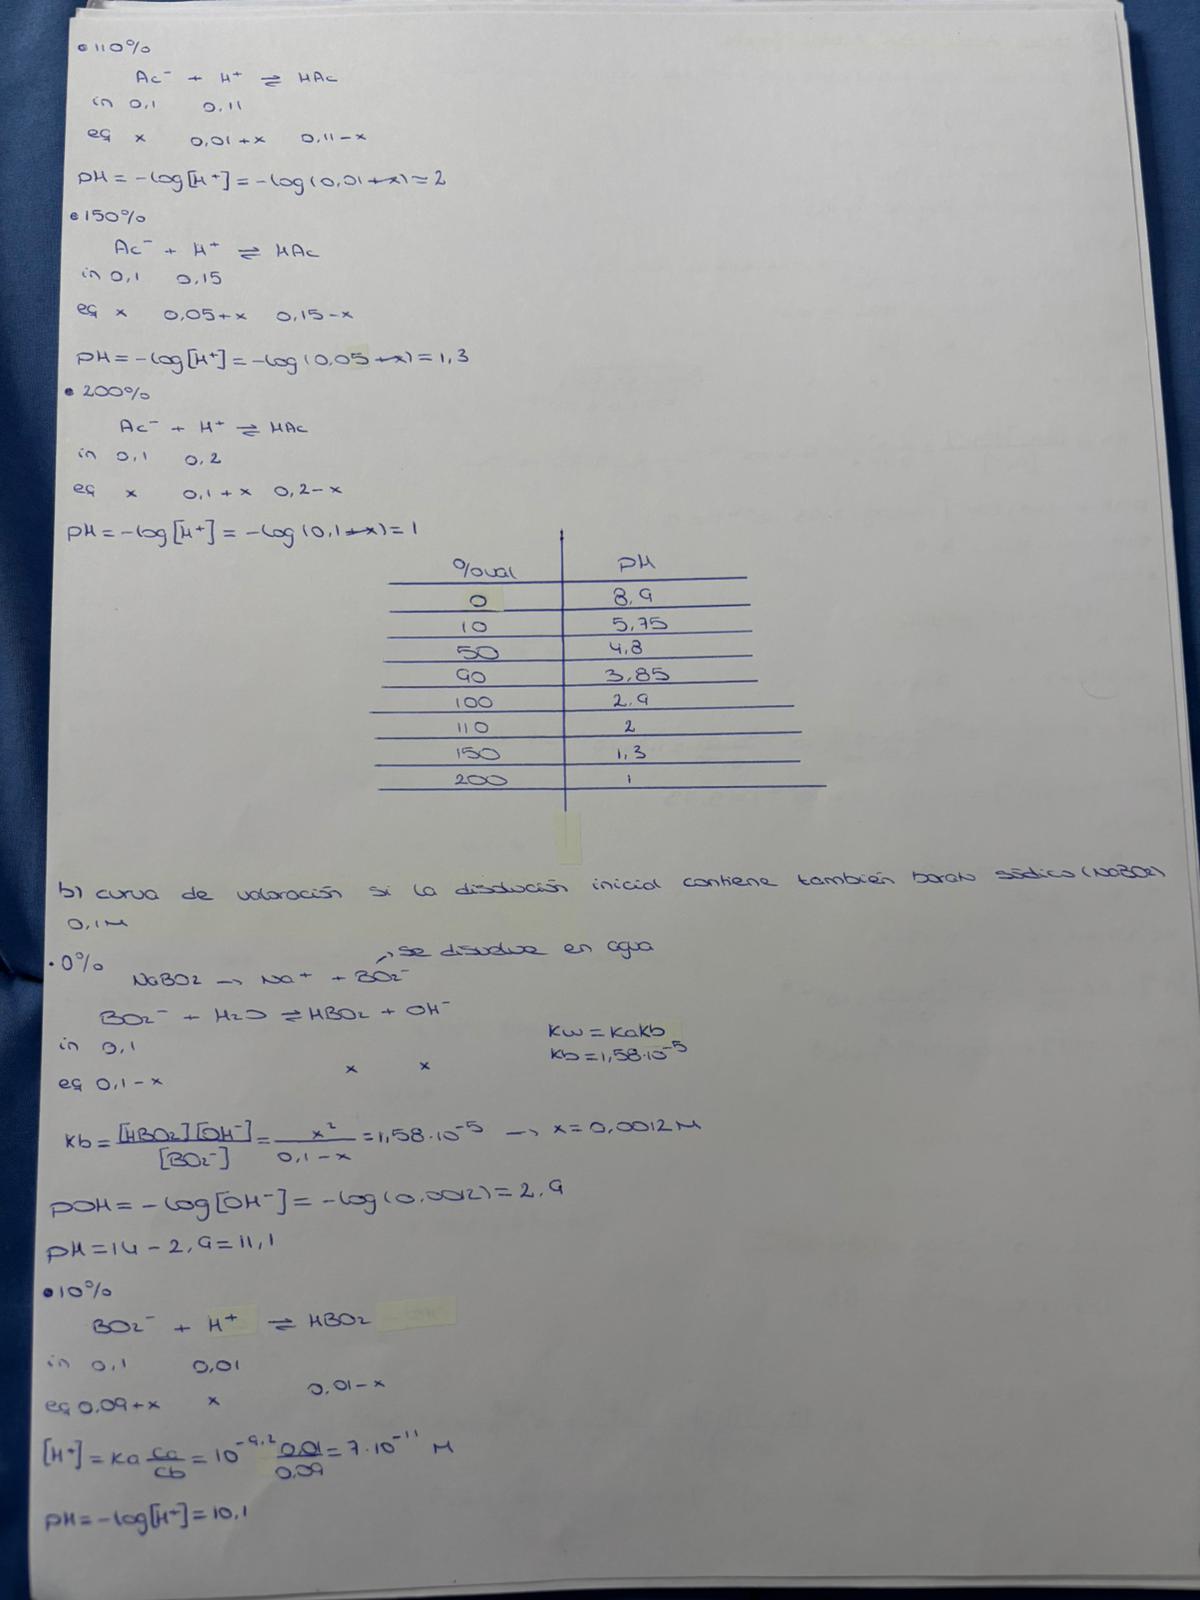 • 110%
Ac⁻ + H⁺ ⇌ HAc
in 0,1 0,11
eq x 0,01+x 0,11-x
pH = -log[H⁺] = -log(0,01+x) = 2
• 150%
Ac⁻ + H⁺ ⇌ HAc
in 0,1 0,15
eq x 0,05+x 0,15-x
pH = -log[H⁺] = -log(0,05+x) = 1,3
• 200%
Ac⁻ + H⁺ ⇌ HAc
in 0,1 0,2
eq x 0,1+x 0,2-x
pH = -log[H⁺] = -log(0,1+x) = 1
%val pH
0 8,9
10 5,75
50 4,8
90 3,85
100 2,9
110 2
150 1,3
200 1
b) curva de valoración si la disolución inicial contiene también borato sódico (NaBO2)
0,1M
• 0% → se disuelve en agua
NaBO2 → Na⁺ + BO2⁻
BO2⁻ + H2O ⇌ HBO2 + OH⁻
in 0,1
eq 0,1-x x x
Kw = KaKb
Kb = 1,58·10⁻⁵
Kb = [HBO2][OH⁻]/[BO2⁻] = x²/0,1-x = 1,58·10⁻⁵ → x = 0,0012M
pOH = -log[OH⁻] = -log(0,0012) = 2,9
pH = 14 - 2,9 = 11,1
• 10%
BO2⁻ + H⁺ ⇌ HBO2
in 0,1 0,01
eq 0,09+x x 0,01-x
[H⁺] = Ka Ca/Cb = 10⁻⁹·² 0,01/0,09 = 7·10⁻¹¹ M
pH = -log[H⁺] = 10,1